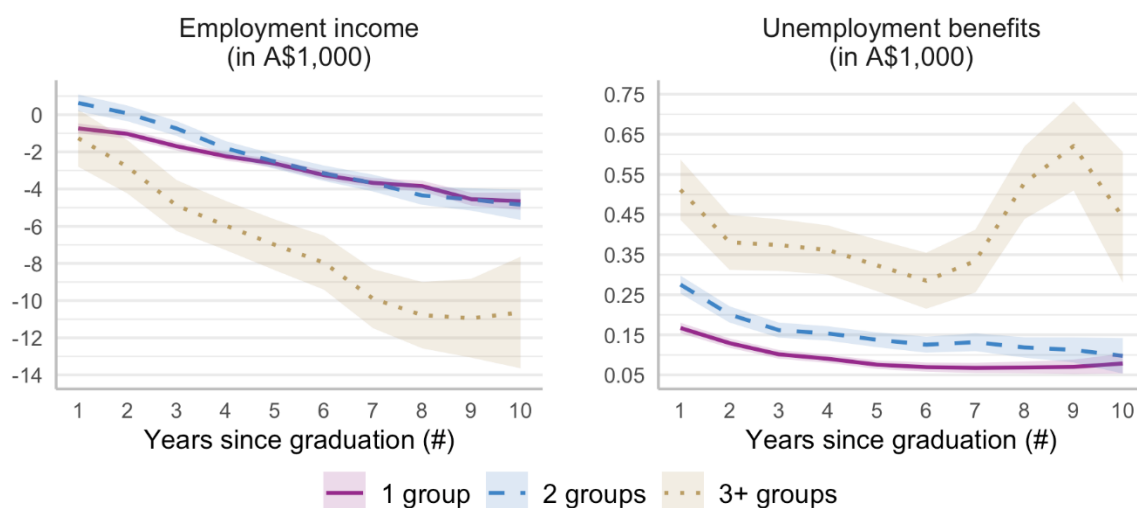 Employment income
(in A$1,000)
0
-2
-4
-6
-8
-10
-12
-14
1 2 3 4 5 6 7 8 9 10
Years since graduation (#)
Unemployment benefits
(in A$1,000)
0.75
0.65
0.55
0.45
0.35
0.25
0.15
0.05
1 2 3 4 5 6 7 8 9 10
Years since graduation (#)
1 group 2 groups 3+ groups